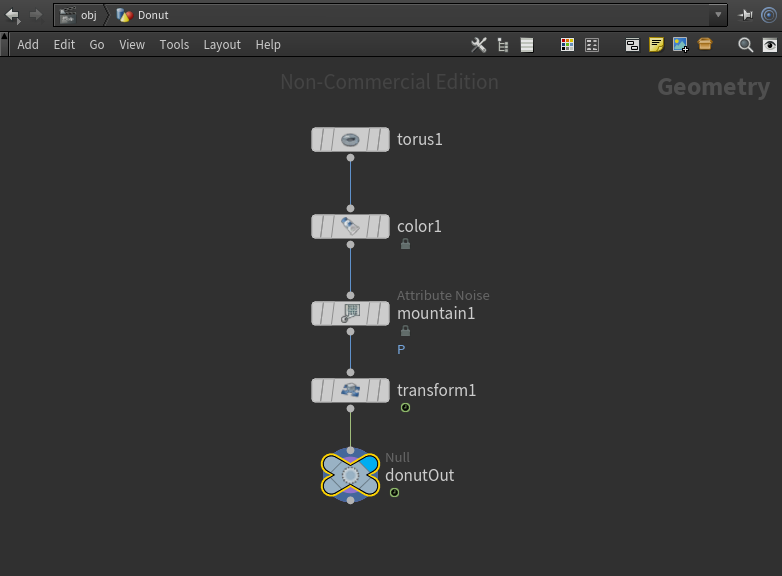 obj Donut
Add Edit Go View Tools Layout Help
Non-Commercial Edition
Geometry
torus1
color1
Attribute Noise
mountain1
P
transform1
Null
donutOut